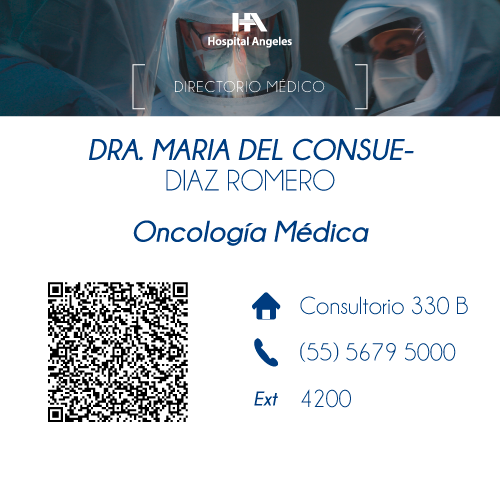 HA
Hospital Angeles
DIRECTORIO MÉDICO
DRA. MARIA DEL CONSUE-
DIAZ ROMERO
Oncología Médica
Consultorio 330 B
(55) 5679 5000
Ext 4200